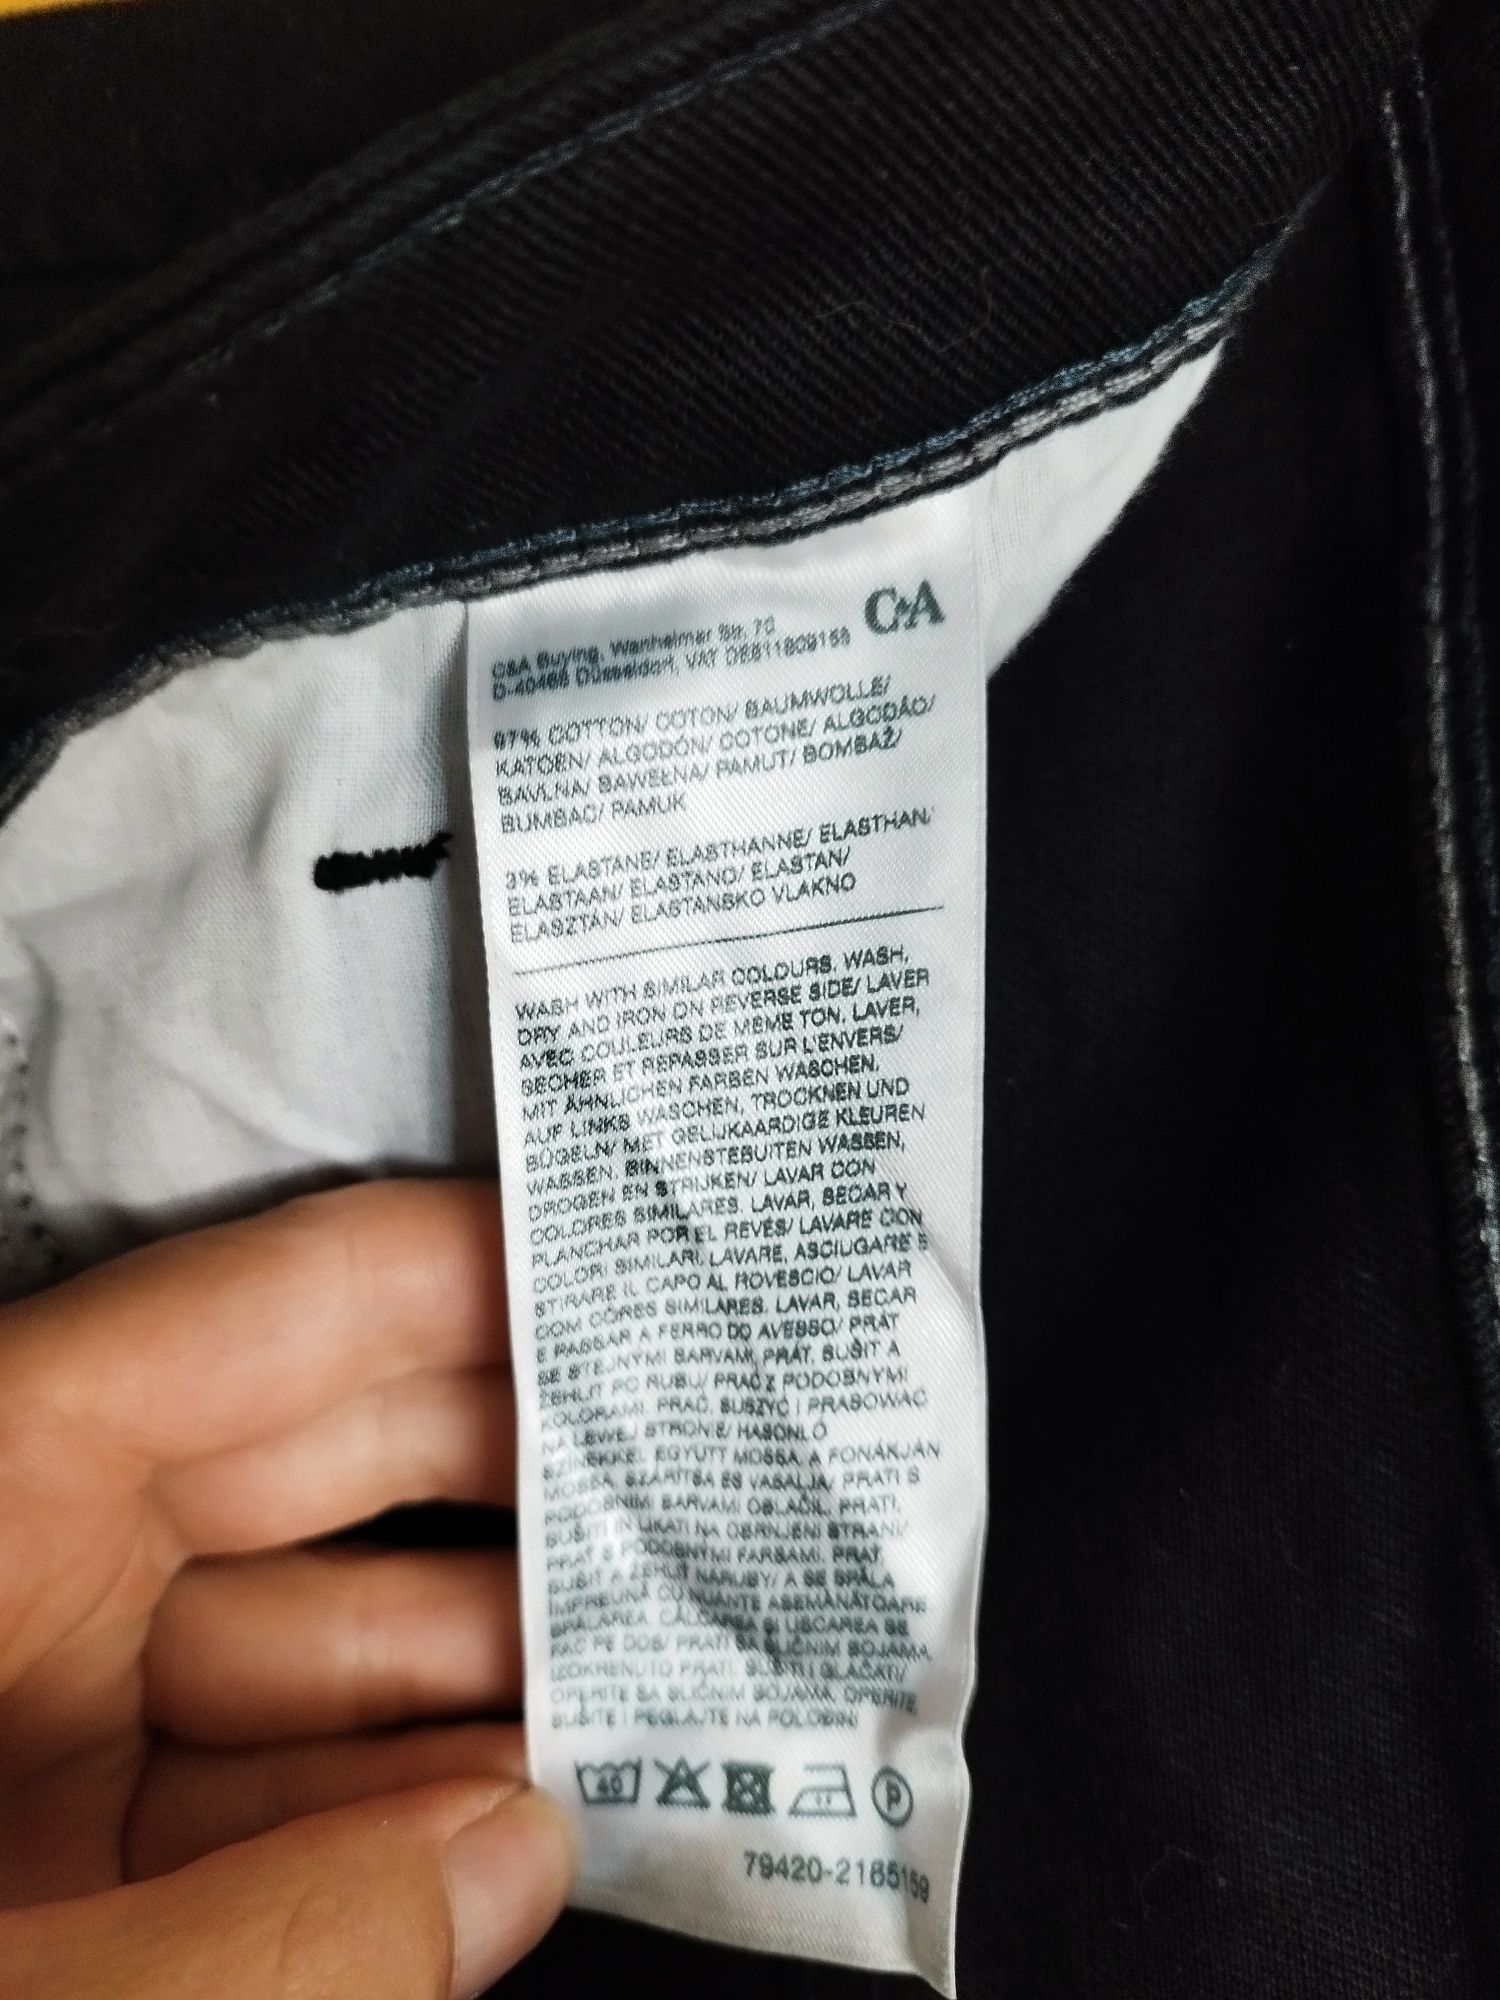 C&A
C&A Buying, Wanheimer Str. 70
D-40468 Düsseldorf, VAT DE811809158
97% COTTON/ COTON/ BAUMWOLLE/
KATOEN/ ALGODÓN/ COTONE/ ALGODÃO/
BAVLNA/ BAWEŁNA/ PAMUT/ BOMBAŽ/
BUMBAC/ PAMUK
3% ELASTANE/ ELASTHANNE/ ELASTHAN/
ELASTAAN/ ELASTANO/ ELASTAN/
ELASZTÁN/ ELASTANSKO VLAKNO
WASH WITH SIMILAR COLOURS. WASH,
DRY AND IRON ON REVERSE SIDE/ LAVER
AVEC COULEURS DE MÊME TON. LAVER,
SECHER ET REPASSER SUR L'ENVERS/
MIT ÄHNLICHEN FARBEN WASCHEN.
AUF LINKS WASCHEN, TROCKNEN UND
BÜGELN/ MET GELIJKAARDIGE KLEUREN
WASSEN. BINNENSTEBUITEN WASSEN,
DROGEN EN STRIJKEN/ LAVAR CON
COLORES SIMILARES. LAVAR, SECAR Y
PLANCHAR POR EL REVÉS/ LAVARE CON
COLORI SIMILARI. LAVARE, ASCIUGARE E
STIRARE IL CAPO AL ROVESCIO/ LAVAR
COM CÔRES SIMILARES. LAVAR, SECAR
E PASSAR A FERRO DO AVESSO/ PRÁT
SE STEJNÝMI BARVAMI. PRÁT, SUŠIT A
ŽEHLIT PO RUBU/ PRAĆ Z PODOBNYMI
KOLORAMI. PRAĆ, SUSZYĆ I PRASOWAĆ
NA LEWEJ STRONIE/ HASONLÓ
SZÍNEKKEL EGYÜTT MOSSA. A FONÁKJÁN
MOSSA, SZÁRÍTSA ÉS VASALJA/ PRATI S
PODOBNIMI BARVAMI OBLAČIL. PRATI,
SUŠITI IN LIKATI NA OBRNJENI STRANI/
PRAŤ S PODOBNÝMI FARBAMI. PRAŤ,
SUŠIŤ A ŽEHLIŤ NARUBY/ A SE SPĂLA
ÎMPREUNĂ CU NUANTE ASEMĂNĂTOARE.
SPĂLAREA, CĂLCAREA ȘI USCAREA SE
FAC PE DOS/ PRATI SA SLIČNIM BOJAMA.
IZOKRENUTO PRATI, SUŠITI I GLAČATI/
OPERITE SA SLIČNIM BOJAMA. OPERITE,
SUŠITE I PEGLAJTE NA POLOĐINI
40
P
79420-2165159